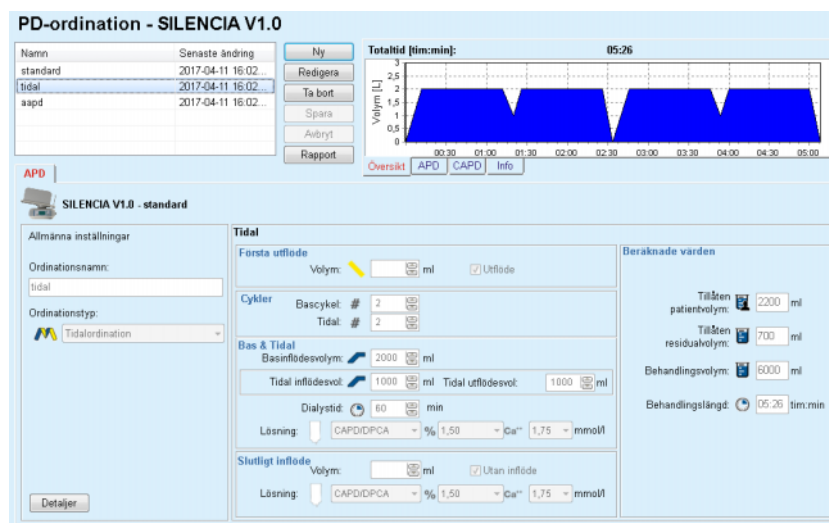 PD-ordination - SILENCIA V1.0
Namn Senaste ändring
standard 2017-04-11 16:02...
tidal 2017-04-11 16:02...
aapd 2017-04-11 16:02...
Ny
Redigera
Ta bort
Spara
Avbryt
Rapport
Totaltid [tim:min]: 05:26
Volym [L]
3
2,5
2
1,5
1
0,5
0
00:30 01:00 01:30 02:00 02:30 03:00 03:30 04:00 04:30 05:00
Översikt APD CAPD Info
APD
SILENCIA V1.0 - standard
Allmänna inställningar
Ordinationsnamn:
tidal
Ordinationstyp:
Tidalordination
Detaljer
Tidal
Första utflöde
Volym: ml Utflöde
Cykler Bascykel: # 2
Tidal: # 2
Bas & Tidal
Basinflödesvolym: 2000 ml
Tidal inflödesvol: 1000 ml Tidal utflödesvol: 1000 ml
Dialystid: 60 min
Lösning: CAPD/DPCA % 1,50 Ca++ 1,75 mmol/l
Slutligt inflöde
Volym: ml Utan inflöde
Lösning: CAPD/DPCA % 1,50 Ca++ 1,75 mmol/l
Beräknade värden
Tillåten patientvolym: 2200 ml
Tillåten residualvolym: 700 ml
Behandlingsvolym: 6000 ml
Behandlingslängd: 05:26 tim:min